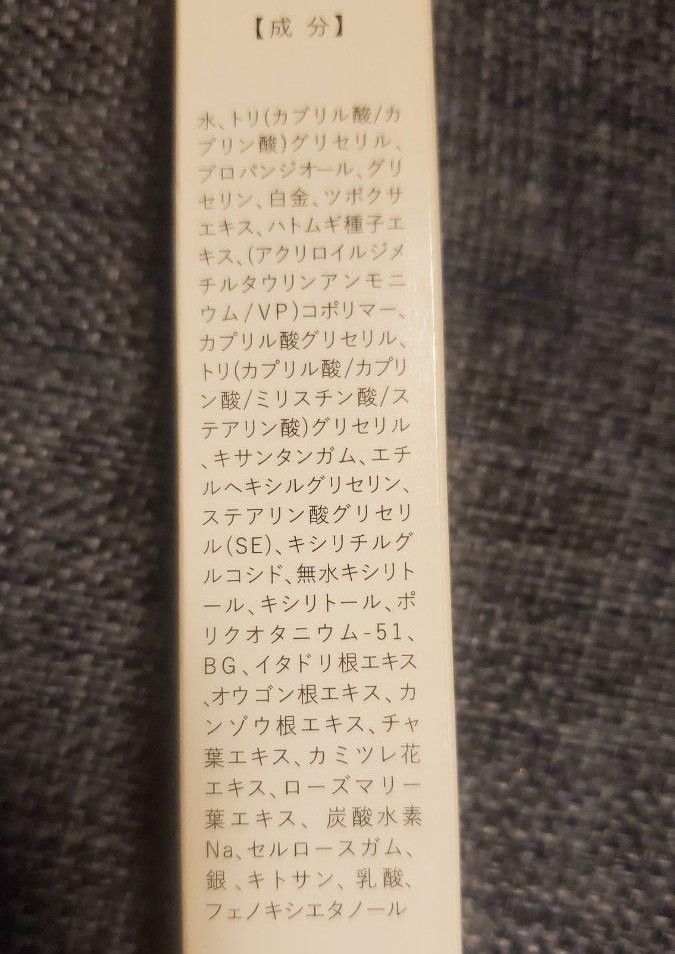 【成 分】
水、トリ(カプリル酸/カ
プリン酸)グリセリル、
プロパンジオール、グリ
セリン、白金、ツボクサ
エキス、ハトムギ種子エ
キス、(アクリロイルジメ
チルタウリンアンモニ
ウム/VP)コポリマー、
カプリル酸グリセリル、
トリ(カプリル酸/カプリ
ン酸/ミリスチン酸/ス
テアリン酸)グリセリル
、キサンタンガム、エチ
ルヘキシルグリセリン、
ステアリン酸グリセリ
ル(SE)、キシリチルグ
ルコシド、無水キシリト
ール、キシリトール、ポ
リクオタニウム-51、
BG、イタドリ根エキス
、オウゴン根エキス、カ
ンゾウ根エキス、チャ
葉エキス、カミツレ花
エキス、ローズマリー
葉エキス、炭酸水素
Na、セルロースガム、
銀、キトサン、乳酸、
フェノキシエタノール